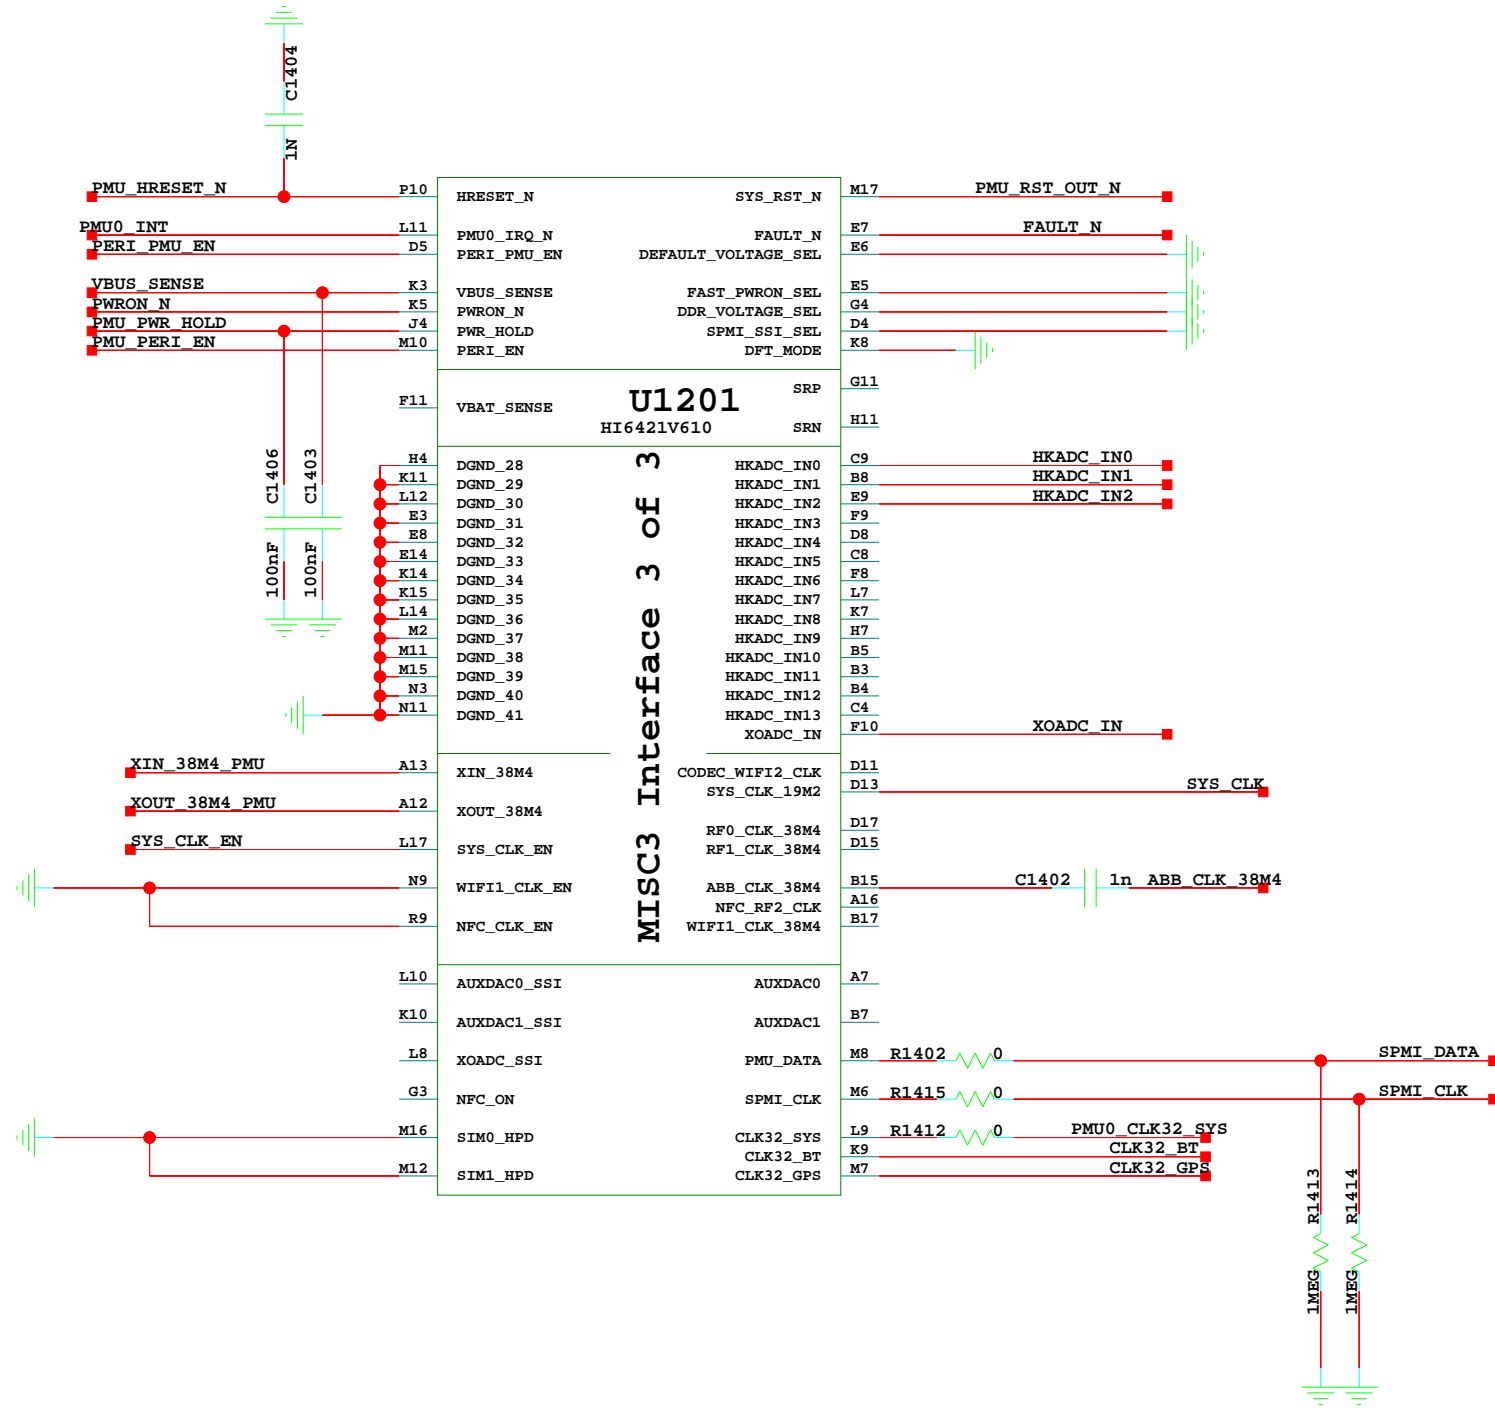 C1404
1N
PMU_HRESET_N P10 HRESET_N SYS_RST_N M17 PMU_RST_OUT_N
PMU0_INT L11 PMU0_IRQ_N FAULT_N E7 FAULT_N
PERI_PMU_EN D5 PERI_PMU_EN DEFAULT_VOLTAGE_SEL E6
VBUS_SENSE K3 VBUS_SENSE FAST_PWRON_SEL E5
PWRON_N K5 PWRON_N DDR_VOLTAGE_SEL G4
PMU_PWR_HOLD J4 PWR_HOLD SPMI_SSI_SEL D4
PMU_PERI_EN M10 PERI_EN DFT_MODE K8
SRP G11
F11 VBAT_SENSE U1201
HI6421V610 SRN H11
C1406
C1403
100nF
100nF
MISC3 Interface 3 of 3
H4 DGND_28 HKADC_IN0 C9 HKADC_IN0
K11 DGND_29 HKADC_IN1 B8 HKADC_IN1
L12 DGND_30 HKADC_IN2 E9 HKADC_IN2
E3 DGND_31 HKADC_IN3 F9
E8 DGND_32 HKADC_IN4 D8
E14 DGND_33 HKADC_IN5 C8
K14 DGND_34 HKADC_IN6 F8
K15 DGND_35 HKADC_IN7 L7
L14 DGND_36 HKADC_IN8 K7
M2 DGND_37 HKADC_IN9 H7
M11 DGND_38 HKADC_IN10 B5
M15 DGND_39 HKADC_IN11 B3
N3 DGND_40 HKADC_IN12 B4
N11 DGND_41 HKADC_IN13 C4
XOADC_IN F10 XOADC_IN
XIN_38M4_PMU A13 XIN_38M4 CODEC_WIFI2_CLK D11
SYS_CLK_19M2 D13 SYS_CLK
XOUT_38M4_PMU A12 XOUT_38M4
RF0_CLK_38M4 D17
SYS_CLK_EN L17 SYS_CLK_EN RF1_CLK_38M4 D15
N9 WIFI1_CLK_EN ABB_CLK_38M4 B15 C1402 1n ABB_CLK_38M4
NFC_RF2_CLK A16
R9 NFC_CLK_EN WIFI1_CLK_38M4 B17
L10 AUXDAC0_SSI AUXDAC0 A7
K10 AUXDAC1_SSI AUXDAC1 B7
L8 XOADC_SSI PMU_DATA M8 R1402 0 SPMI_DATA
G3 NFC_ON SPMI_CLK M6 R1415 0 SPMI_CLK
M16 SIM0_HPD CLK32_SYS L9 R1412 0 PMU0_CLK32_SYS
CLK32_BT K9 CLK32_BT
M12 SIM1_HPD CLK32_GPS M7 CLK32_GPS
R1413
R1414
1MEG
1MEG